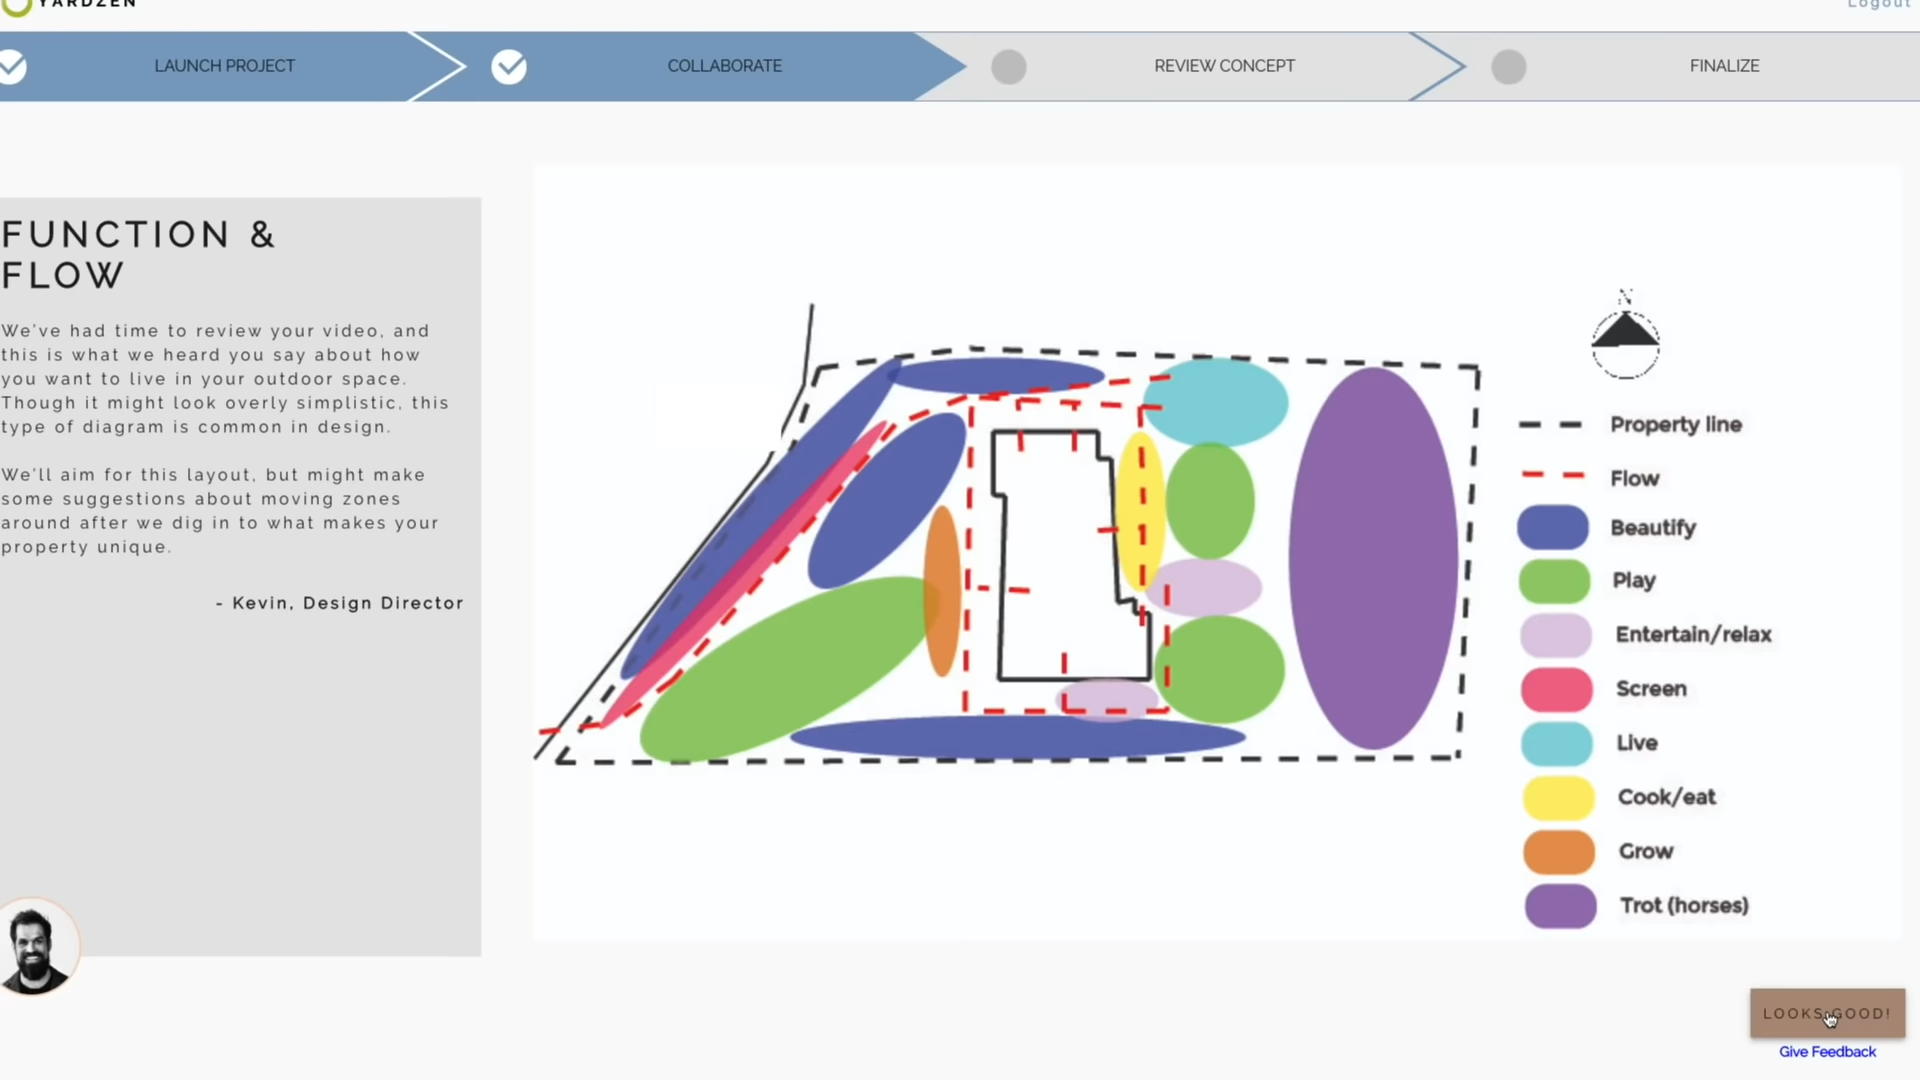 YARDZEN
Logout
LAUNCH PROJECT
COLLABORATE
REVIEW CONCEPT
FINALIZE
FUNCTION &
FLOW
We've had time to review your video, and
this is what we heard you say about how
you want to live in your outdoor space.
Though it might look overly simplistic, this
type of diagram is common in design.
We'll aim for this layout, but might make
some suggestions about moving zones
around after we dig in to what makes your
property unique.
- Kevin, Design Director
N
Property line
Flow
Beautify
Play
Entertain/relax
Screen
Live
Cook/eat
Grow
Trot (horses)
LOOKS GOOD!
Give Feedback